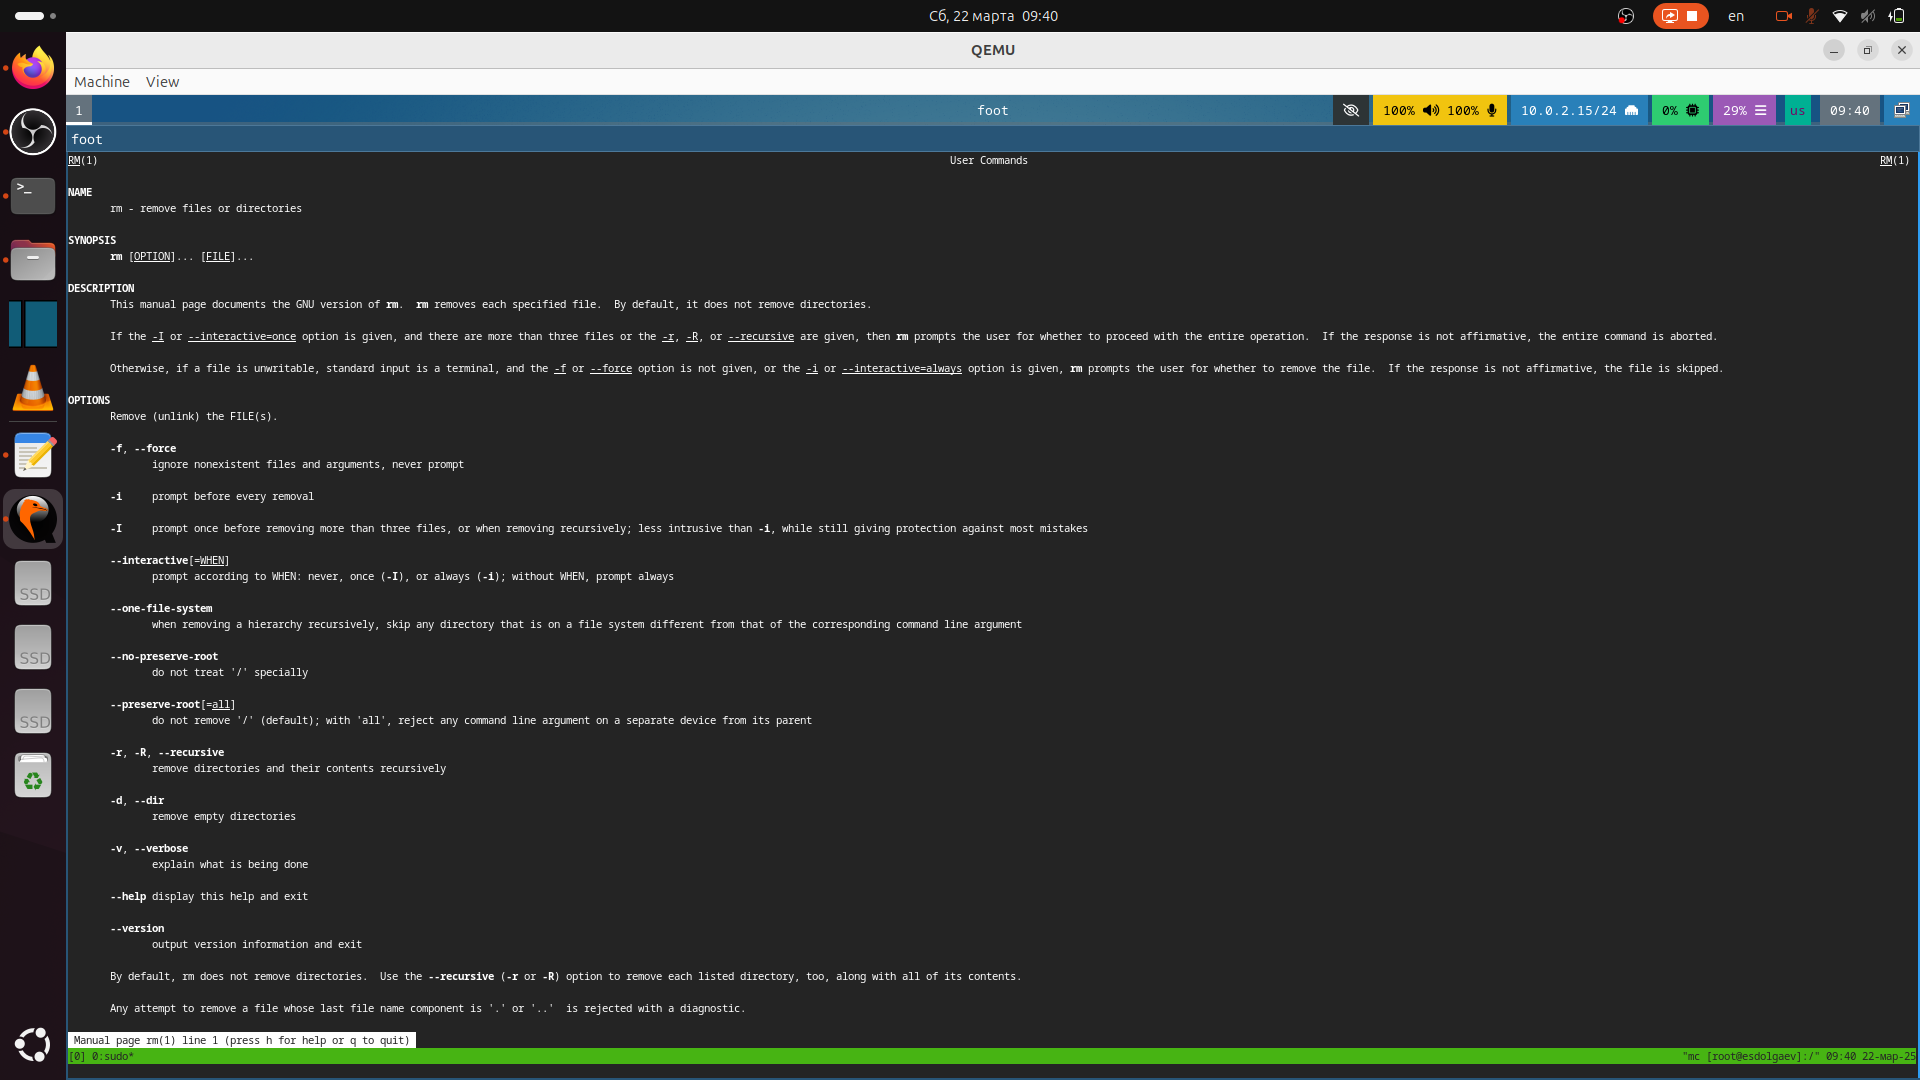 Сб, 22 марта 09:40
en
QEMU
Machine View
1 foot 100% 100% 10.0.2.15/24 0% 29% us 09:40
foot
RM(1) User Commands RM(1)
NAME
rm - remove files or directories
SYNOPSIS
rm [OPTION]... [FILE]...
DESCRIPTION
This manual page documents the GNU version of rm. rm removes each specified file. By default, it does not remove directories.
If the -I or --interactive=once option is given, and there are more than three files or the -r, -R, or --recursive are given, then rm prompts the user for whether to proceed with the entire operation. If the response is not affirmative, the entire command is aborted.
Otherwise, if a file is unwritable, standard input is a terminal, and the -f or --force option is not given, or the -i or --interactive=always option is given, rm prompts the user for whether to remove the file. If the response is not affirmative, the file is skipped.
OPTIONS
Remove (unlink) the FILE(s).
-f, --force
ignore nonexistent files and arguments, never prompt
-i prompt before every removal
-I prompt once before removing more than three files, or when removing recursively; less intrusive than -i, while still giving protection against most mistakes
--interactive[=WHEN]
prompt according to WHEN: never, once (-I), or always (-i); without WHEN, prompt always
--one-file-system
when removing a hierarchy recursively, skip any directory that is on a file system different from that of the corresponding command line argument
--no-preserve-root
do not treat '/' specially
--preserve-root[=all]
do not remove '/' (default); with 'all', reject any command line argument on a separate device from its parent
-r, -R, --recursive
remove directories and their contents recursively
-d, --dir
remove empty directories
-v, --verbose
explain what is being done
--help display this help and exit
--version
output version information and exit
By default, rm does not remove directories. Use the --recursive (-r or -R) option to remove each listed directory, too, along with all of its contents.
Any attempt to remove a file whose last file name component is '.' or '..' is rejected with a diagnostic.
Manual page rm(1) line 1 (press h for help or q to quit)
[0] 0:sudo* "mc [root@esdolgaev]:/" 09:40 22-мар-25
>_
SSD
SSD
SSD